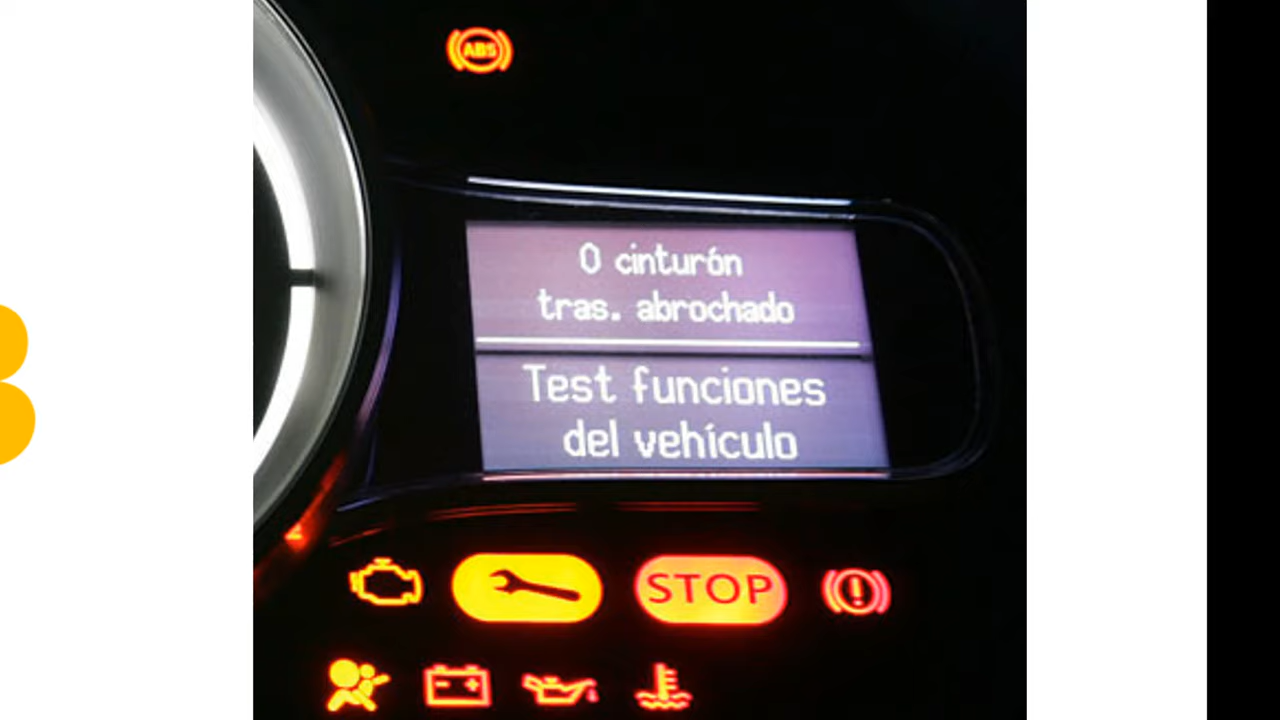 ABS
0 cinturón
tras. abrochado
Test funciones
del vehículo
STOP